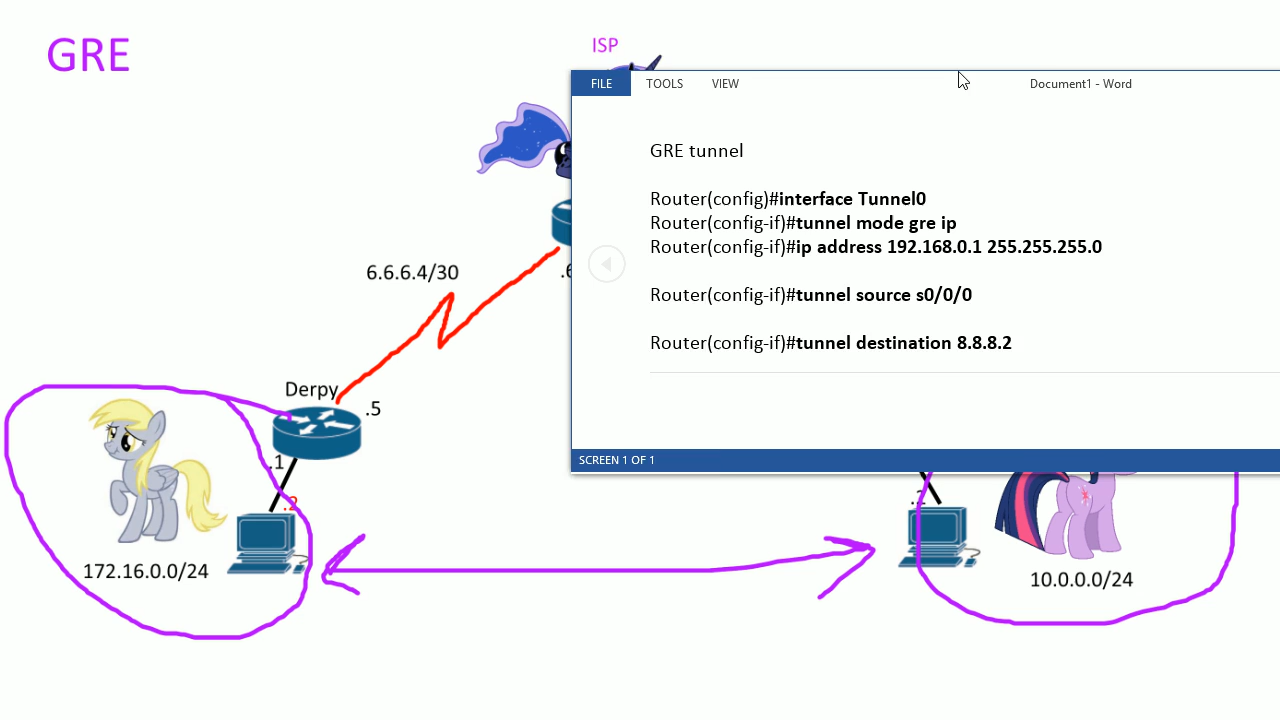 GRE
ISP
FILE TOOLS VIEW Document1 - Word
GRE tunnel
Router(config)#interface Tunnel0
Router(config-if)#tunnel mode gre ip
Router(config-if)#ip address 192.168.0.1 255.255.255.0
Router(config-if)#tunnel source s0/0/0
Router(config-if)#tunnel destination 8.8.8.2
SCREEN 1 OF 1
6.6.6.4/30
Derpy
.5
.1
.2
172.16.0.0/24
10.0.0.0/24